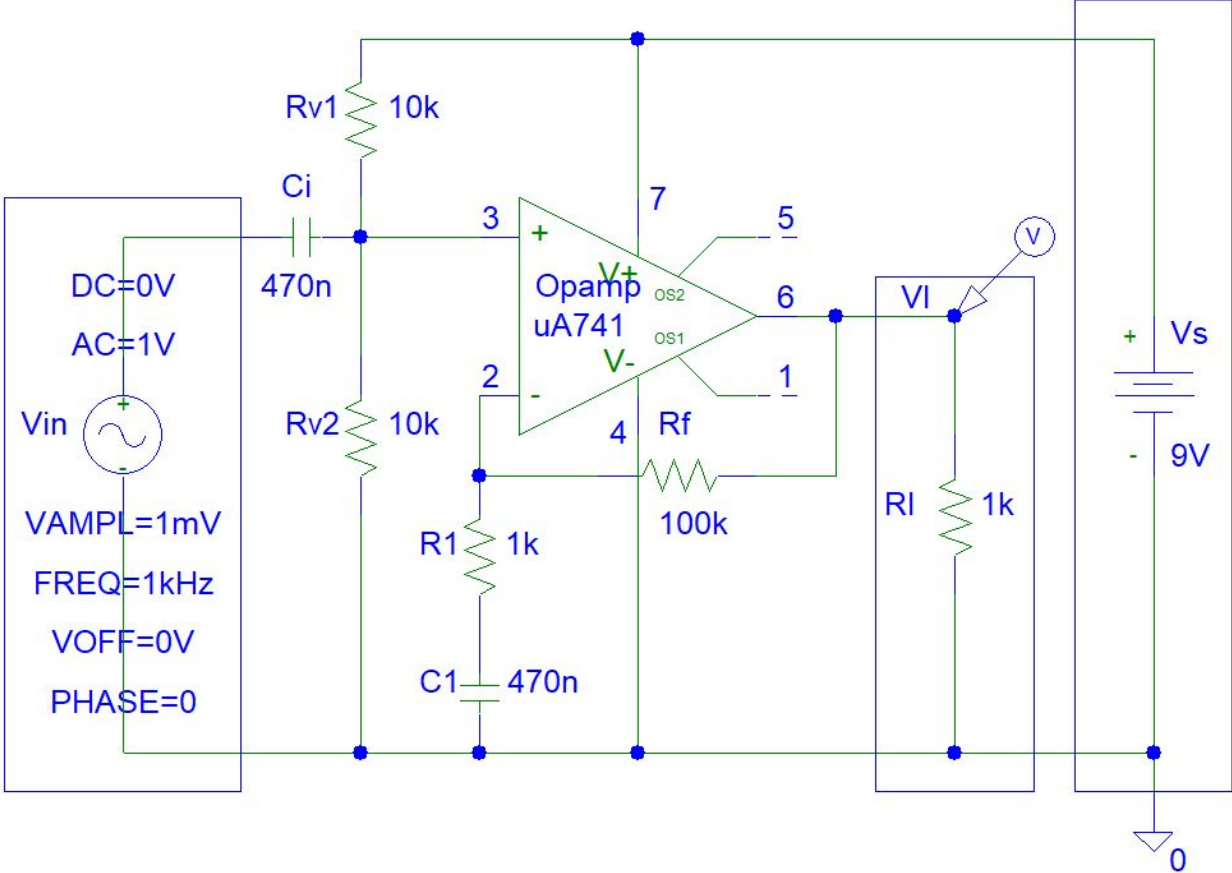 Rv1 10k
Ci
470n
DC=0V
AC=1V
Vin
+
-
VAMPL=1mV
FREQ=1kHz
VOFF=0V
PHASE=0
Rv2 10k
3
+
7
V+
5
OS2
Opamp
uA741
6
OS1
V-
2
-
1
4
Rf
100k
R1 1k
C1 470n
V
Vl
Rl 1k
+
Vs
-
9V
0